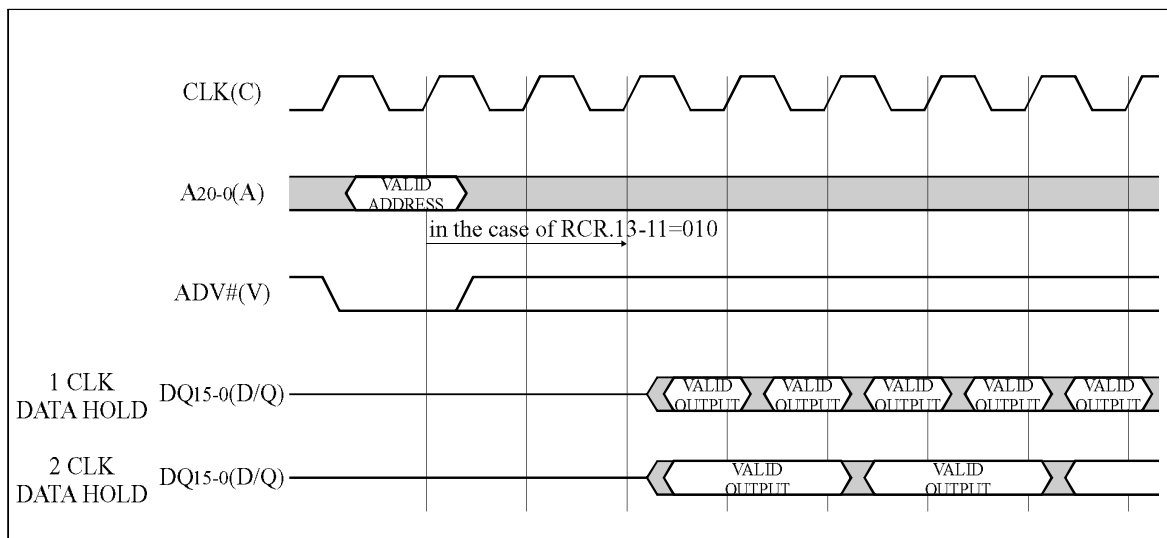 CLK(C)
A20-0(A)
VALID
ADDRESS
in the case of RCR.13-11=010
ADV#(V)
1 CLK
DATA HOLD
DQ15-0(D/Q)
VALID
OUTPUT
VALID
OUTPUT
VALID
OUTPUT
VALID
OUTPUT
VALID
OUTPUT
2 CLK
DATA HOLD
DQ15-0(D/Q)
VALID
OUTPUT
VALID
OUTPUT